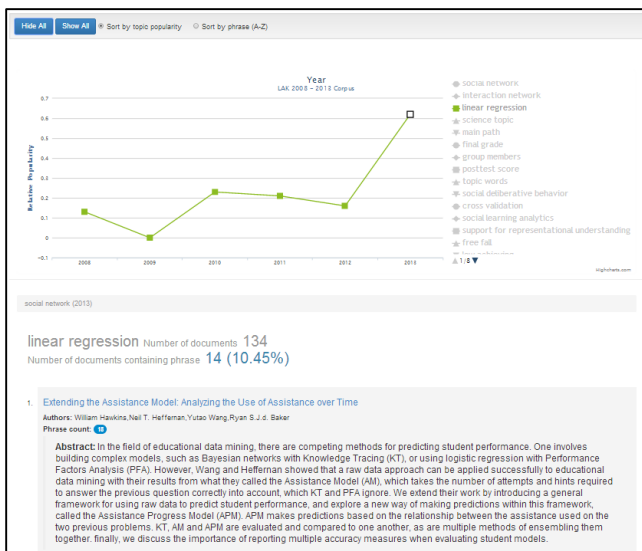 Hide All Show All Sort by topic popularity Sort by phrase (A-Z)
Year
LAK 2008 - 2013 Corpus
Relative Popularity
0.7
0.6
0.5
0.4
0.3
0.2
0.1
0
-0.1
2008 2009 2010 2011 2012 2013
social network
interaction network
linear regression
science topic
main path
final grade
group members
posttest score
topic words
social deliberative behavior
cross validation
social learning analytics
support for representational understanding
free fall
1/8
Highcharts.com
social network (2013)
linear regression Number of documents 134
Number of documents containing phrase 14 (10.45%)
1. Extending the Assistance Model: Analyzing the Use of Assistance over Time
Authors: William Hawkins,Neil T. Heffernan,Yutao Wang,Ryan S.J.d. Baker
Phrase count: 18
Abstract: In the field of educational data mining, there are competing methods for predicting student performance. One involves
building complex models, such as Bayesian networks with Knowledge Tracing (KT), or using logistic regression with Performance
Factors Analysis (PFA). However, Wang and Heffernan showed that a raw data approach can be applied successfully to educational
data mining with their results from what they called the Assistance Model (AM), which takes the number of attempts and hints required
to answer the previous question correctly into account, which KT and PFA ignore. We extend their work by introducing a general
framework for using raw data to predict student performance, and explore a new way of making predictions within this framework,
called the Assistance Progress Model (APM). APM makes predictions based on the relationship between the assistance used on the
two previous problems. KT, AM and APM are evaluated and compared to one another, as are multiple methods of ensembling them
together. finally, we discuss the importance of reporting multiple accuracy measures when evaluating student models.